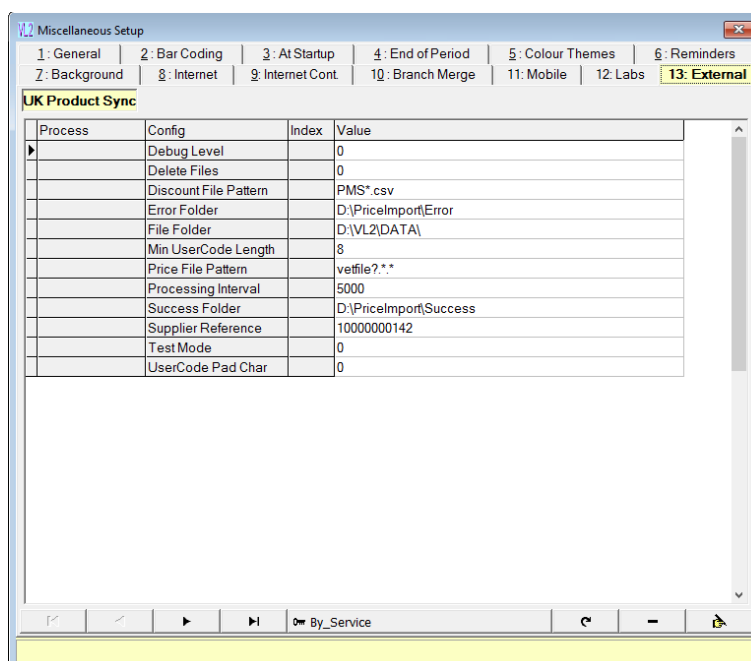 VL2 Miscellaneous Setup
1 : General 2 : Bar Coding 3 : At Startup 4 : End of Period 5 : Colour Themes 6 : Reminders
7 : Background 8 : Internet 9: Internet Cont. 10 : Branch Merge 11: Mobile 12: Labs 13: External
UK Product Sync
Process Config Index Value
Debug Level 0
Delete Files 0
Discount File Pattern PMS*.csv
Error Folder D:\PriceImport\Error
File Folder D:\VL2\DATA\
Min UserCode Length 8
Price File Pattern vetfile?.*.*
Processing Interval 5000
Success Folder D:\PriceImport\Success
Supplier Reference 10000000142
Test Mode 0
UserCode Pad Char 0
By_Service